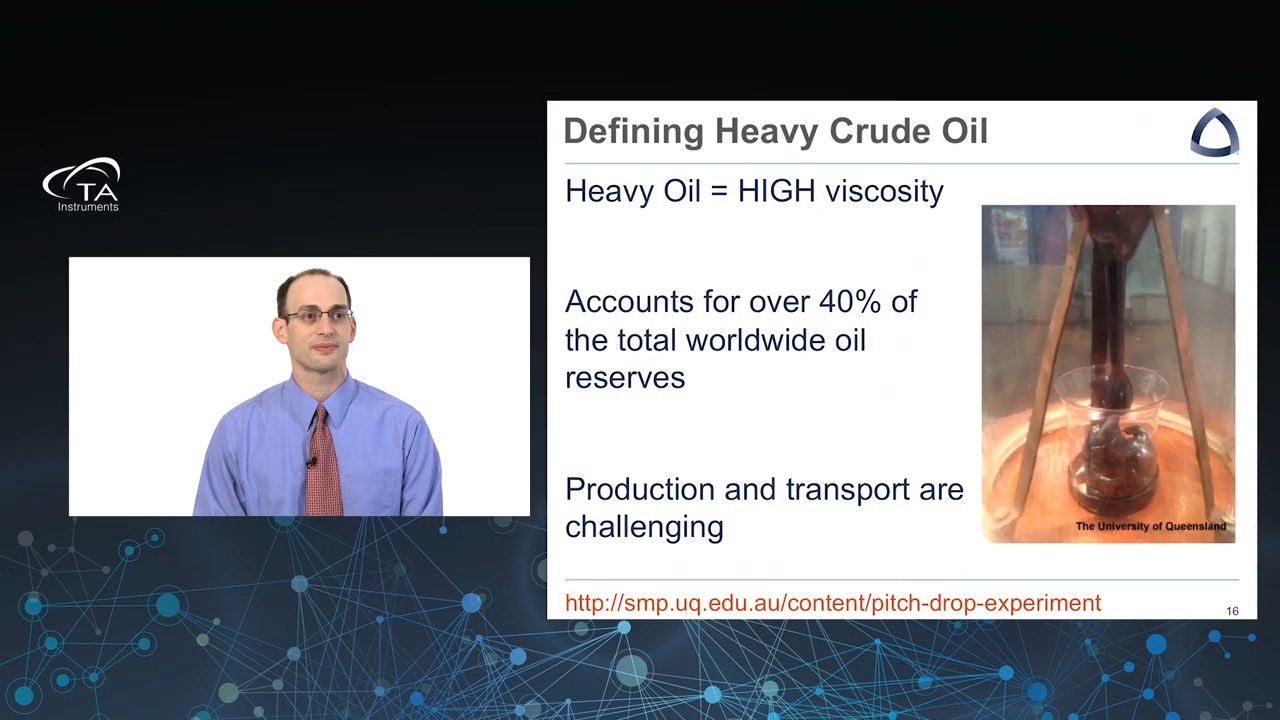 TA
Instruments
Defining Heavy Crude Oil
Heavy Oil = HIGH viscosity
Accounts for over 40% of
the total worldwide oil
reserves
Production and transport are
challenging
The University of Queensland
http://smp.uq.edu.au/content/pitch-drop-experiment
16